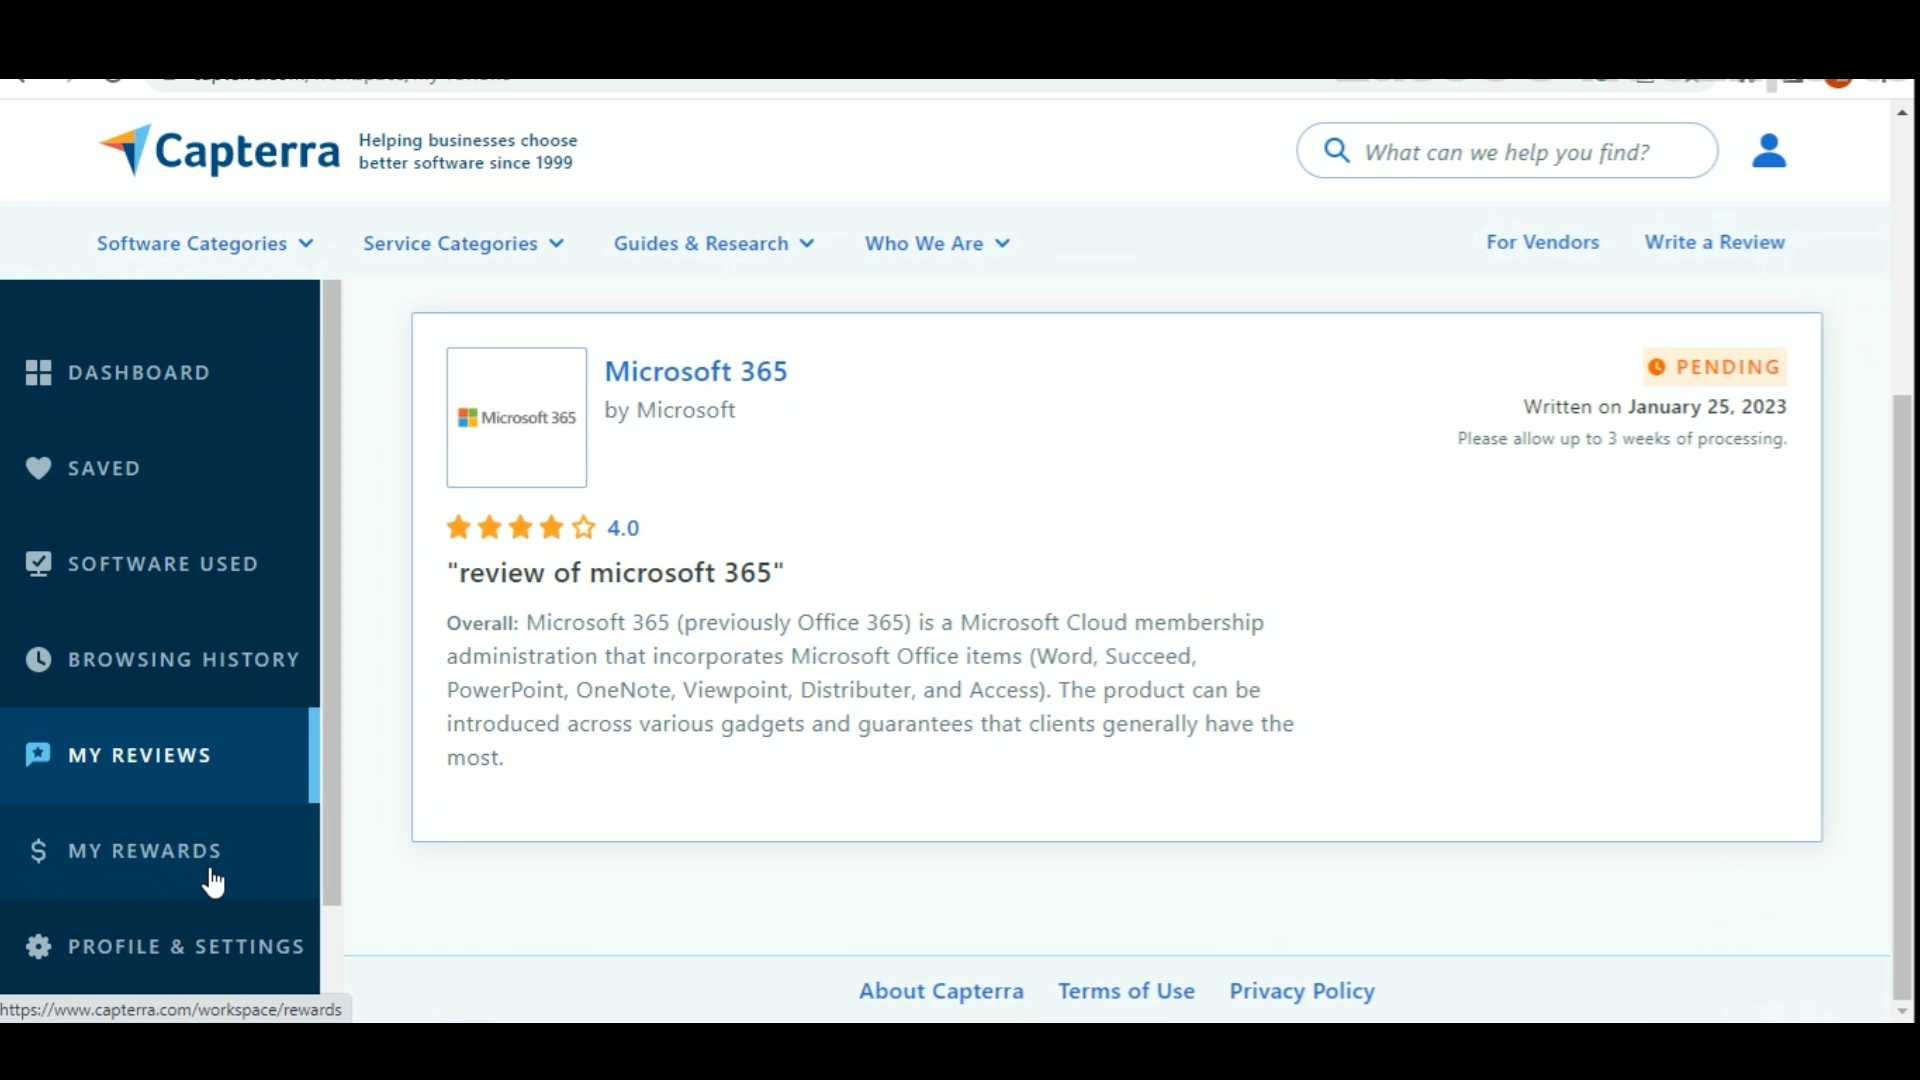 Capterra
Helping businesses choose
better software since 1999
What can we help you find?
Software Categories
Service Categories
Guides & Research
Who We Are
For Vendors
Write a Review
DASHBOARD
SAVED
SOFTWARE USED
BROWSING HISTORY
MY REVIEWS
MY REWARDS
PROFILE & SETTINGS
Microsoft 365
Microsoft 365
by Microsoft
PENDING
Written on January 25, 2023
Please allow up to 3 weeks of processing.
4.0
"review of microsoft 365"
Overall: Microsoft 365 (previously Office 365) is a Microsoft Cloud membership
administration that incorporates Microsoft Office items (Word, Succeed,
PowerPoint, OneNote, Viewpoint, Distributer, and Access). The product can be
introduced across various gadgets and guarantees that clients generally have the
most.
About Capterra
Terms of Use
Privacy Policy
https://www.capterra.com/workspace/rewards